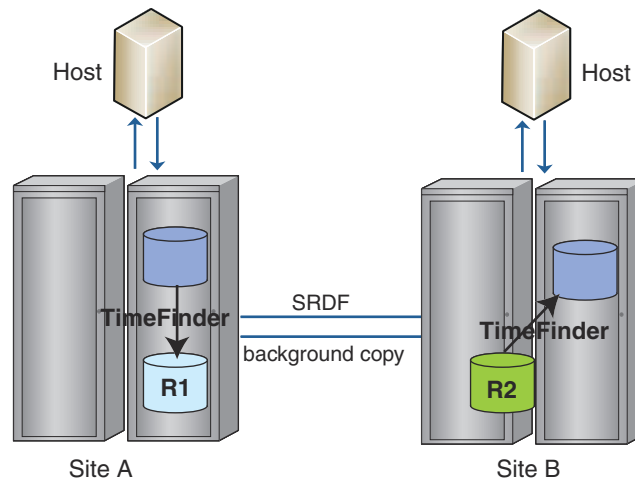 Host
Host
SRDF
TimeFinder
TimeFinder
background copy
R1
R2
Site A
Site B